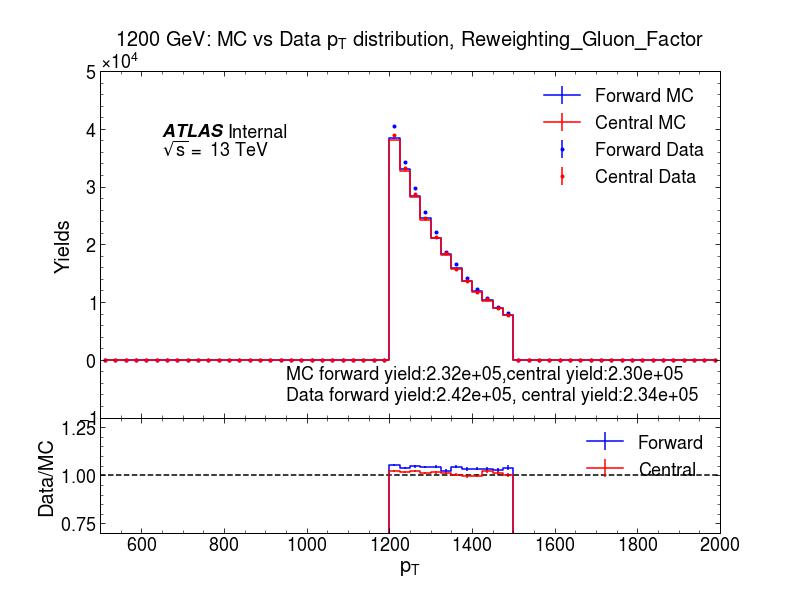 1200 GeV: MC vs Data pT distribution, Reweighting_Gluon_Factor
×10⁴
5
4
3
2
1
0
−1
Yields
ATLAS Internal
√s = 13 TeV
Forward MC
Central MC
Forward Data
Central Data
MC forward yield:2.32e+05,central yield:2.30e+05
Data forward yield:2.42e+05, central yield:2.34e+05
1.25
1.00
0.75
Data/MC
Forward
Central
600 800 1000 1200 1400 1600 1800 2000
pT